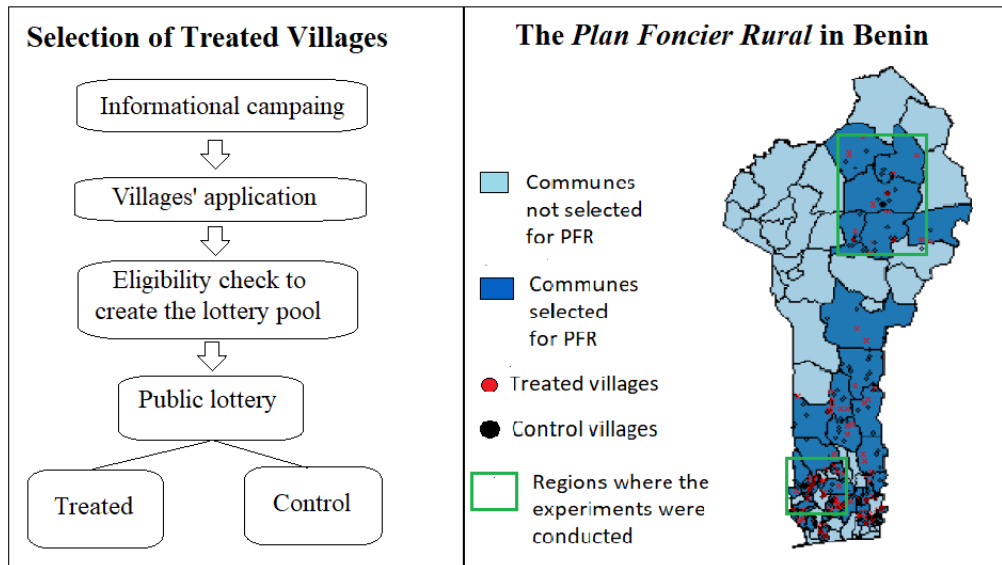 Selection of Treated Villages
Informational campaing
Villages' application
Eligibility check to
create the lottery pool
Public lottery
Treated
Control
The Plan Foncier Rural in Benin
Communes
not selected
for PFR
Communes
selected
for PFR
Treated villages
Control villages
Regions where the
experiments were
conducted